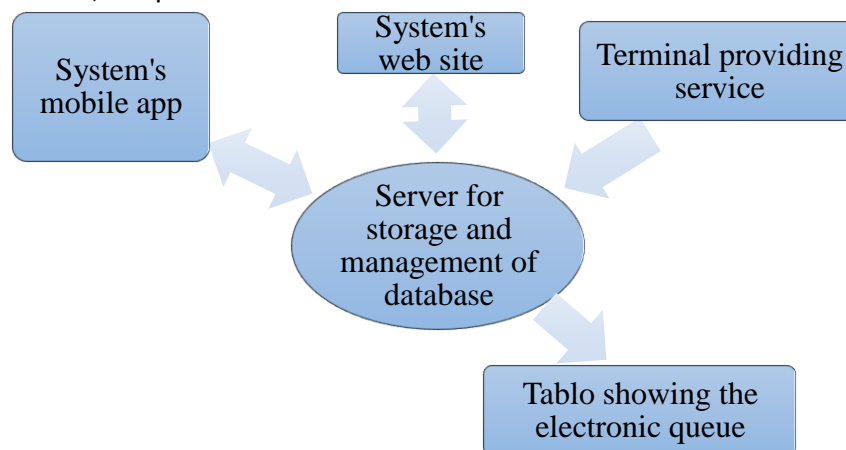 System's
mobile app
System's
web site
Terminal providing
service
Server for
storage and
management of
database
Tablo showing the
electronic queue